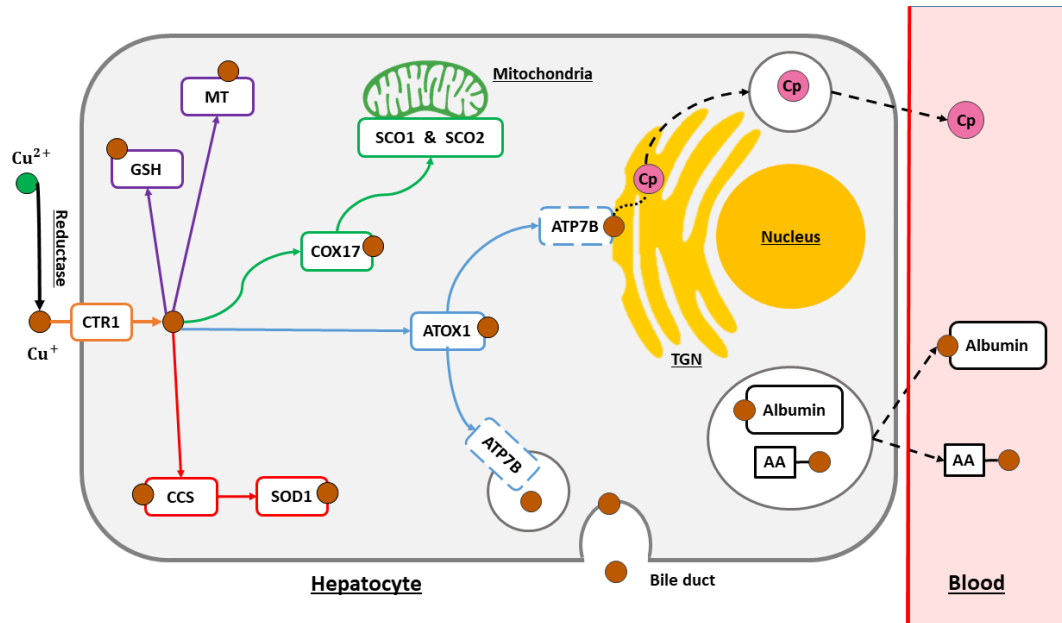 Mitochondria
Cp
Cp
MT
SCO1 & SCO2
Cu²⁺
GSH
Cp
Reductase
COX17
ATP7B
Nucleus
CTR1
ATOX1
Cu⁺
TGN
Albumin
Albumin
ATP7B
AA
AA
CCS
SOD1
Hepatocyte
Bile duct
Blood